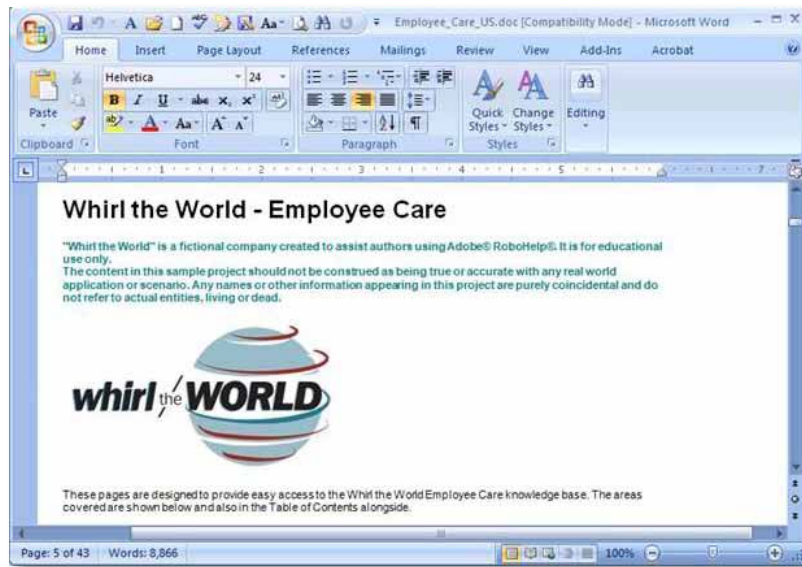 Employee_Care_US.doc [Compatibility Mode] - Microsoft Word
Home Insert Page Layout References Mailings Review View Add-Ins Acrobat
Helvetica 24
Paste
Quick Styles Change Styles Editing
Clipboard Font Paragraph Styles
1 2 3 4 5 7
Whirl the World - Employee Care
"Whirl the World" is a fictional company created to assist authors using Adobe® RoboHelp®. It is for educational
use only.
The content in this sample project should not be construed as being true or accurate with any real world
application or scenario. Any names or other information appearing in this project are purely coincidental and do
not refer to actual entities, living or dead.
whirl the WORLD
These pages are designed to provide easy access to the Whirl the World Employee Care knowledge base. The areas
covered are shown below and also in the Table of Contents alongside.
Page: 5 of 43 Words: 8,866 100%